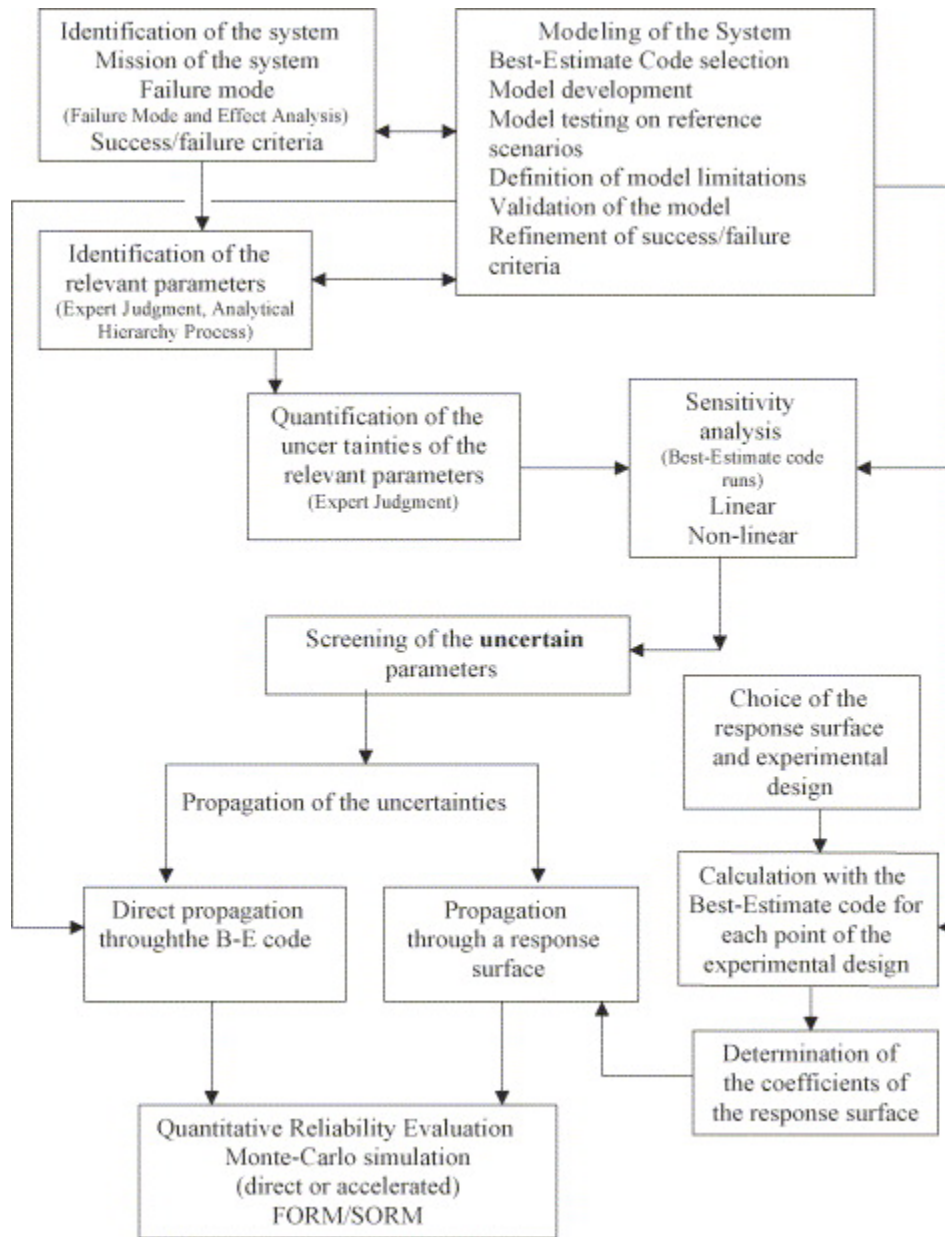 Identification of the system
Mission of the system
Failure mode
(Failure Mode and Effect Analysis)
Success/failure criteria
Modeling of the System
Best-Estimate Code selection
Model development
Model testing on reference
scenarios
Definition of model limitations
Validation of the model
Refinement of success/failure
criteria
Identification of the
relevant parameters
(Expert Judgment, Analytical
Hierarchy Process)
Quantification of the
uncer tainties of the
relevant parameters
(Expert Judgment)
Sensitivity
analysis
(Best-Estimate code
runs)
Linear
Non-linear
Screening of the uncertain
parameters
Choice of the
response surface
and experimental
design
Propagation of the uncertainties
Direct propagation
throughthe B-E code
Propagation
through a response
surface
Calculation with the
Best-Estimate code for
each point of the
experimental design
Determination of
the coefficients of
the response surface
Quantitative Reliability Evaluation
Monte-Carlo simulation
(direct or accelerated)
FORM/SORM